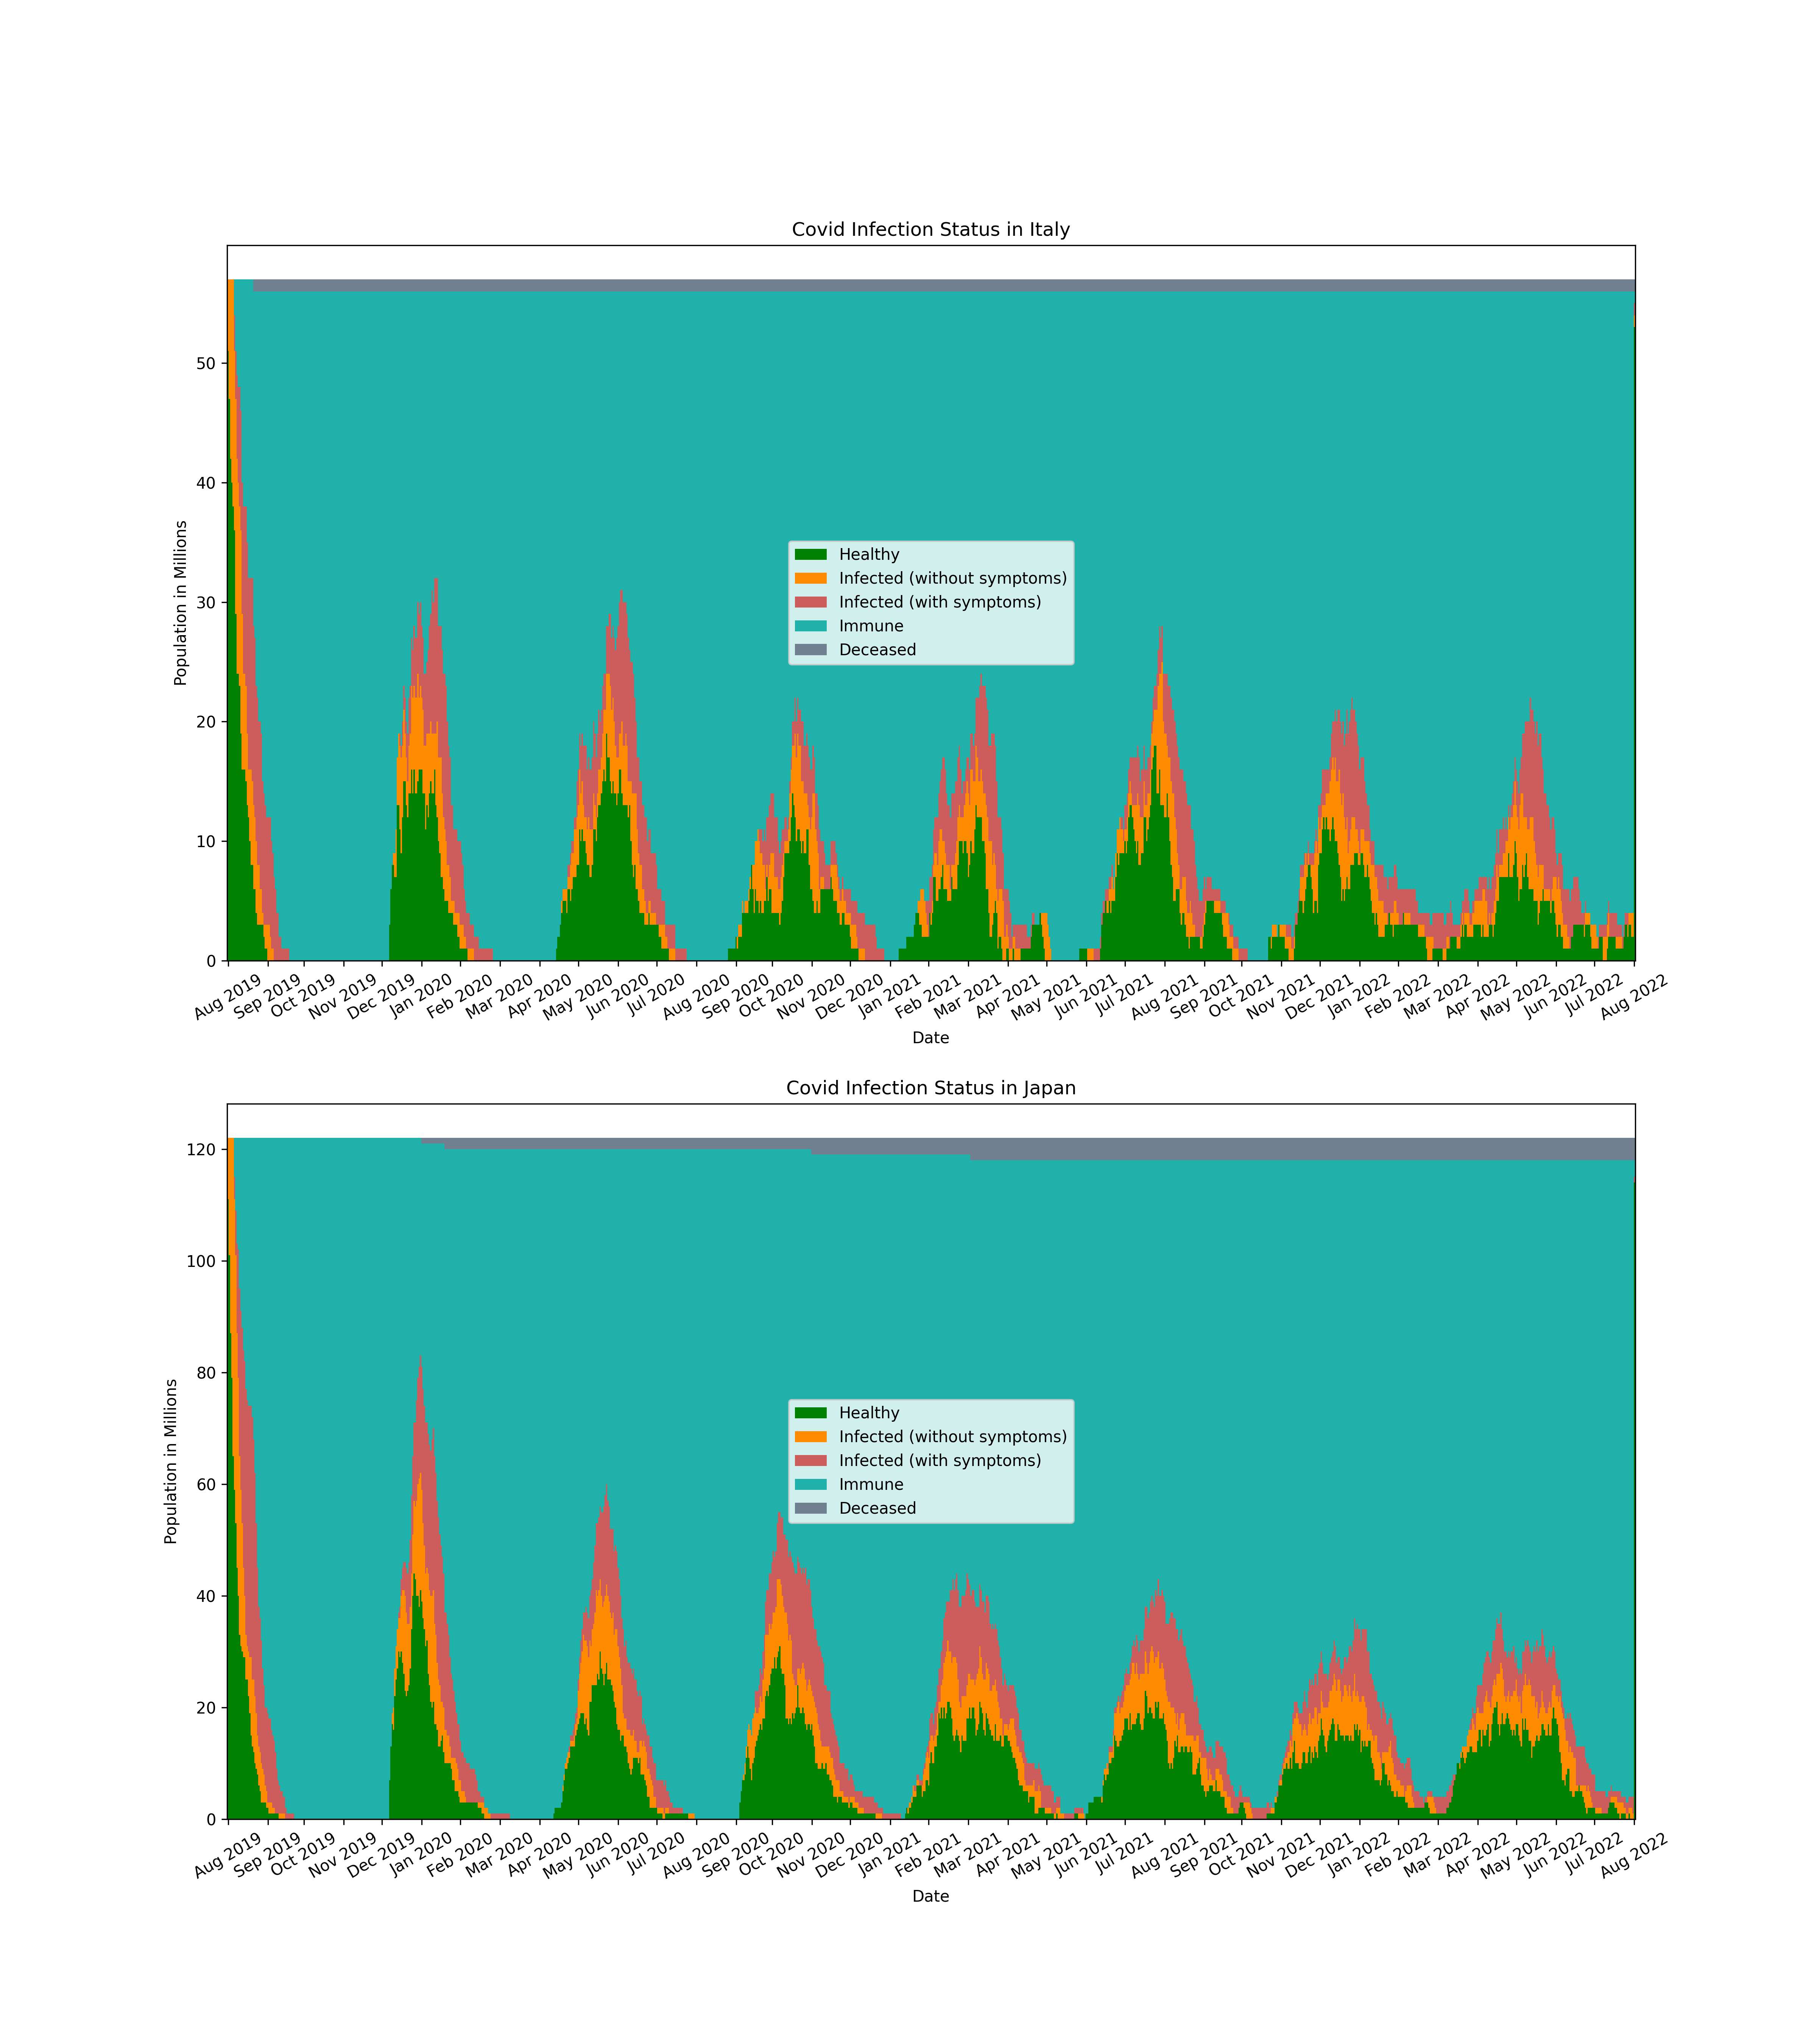 Covid Infection Status in Italy
Population in Millions
50
40
30
20
10
0
Healthy
Infected (without symptoms)
Infected (with symptoms)
Immune
Deceased
Aug 2019 Sep 2019 Oct 2019 Nov 2019 Dec 2019 Jan 2020 Feb 2020 Mar 2020 Apr 2020 May 2020 Jun 2020 Jul 2020 Aug 2020 Sep 2020 Oct 2020 Nov 2020 Dec 2020 Jan 2021 Feb 2021 Mar 2021 Apr 2021 May 2021 Jun 2021 Jul 2021 Aug 2021 Sep 2021 Oct 2021 Nov 2021 Dec 2021 Jan 2022 Feb 2022 Mar 2022 Apr 2022 May 2022 Jun 2022 Jul 2022 Aug 2022
Date
Covid Infection Status in Japan
Population in Millions
120
100
80
60
40
20
0
Healthy
Infected (without symptoms)
Infected (with symptoms)
Immune
Deceased
Aug 2019 Sep 2019 Oct 2019 Nov 2019 Dec 2019 Jan 2020 Feb 2020 Mar 2020 Apr 2020 May 2020 Jun 2020 Jul 2020 Aug 2020 Sep 2020 Oct 2020 Nov 2020 Dec 2020 Jan 2021 Feb 2021 Mar 2021 Apr 2021 May 2021 Jun 2021 Jul 2021 Aug 2021 Sep 2021 Oct 2021 Nov 2021 Dec 2021 Jan 2022 Feb 2022 Mar 2022 Apr 2022 May 2022 Jun 2022 Jul 2022 Aug 2022
Date